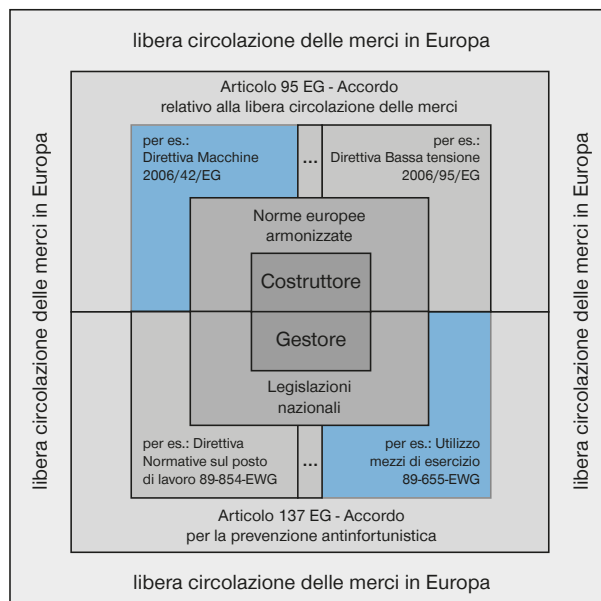 libera circolazione delle merci in Europa
libera circolazione delle merci in Europa
libera circolazione delle merci in Europa
Articolo 95 EG - Accordo
relativo alla libera circolazione delle merci
per es.:
Direttiva Macchine
2006/42/EG
...
per es.:
Direttiva Bassa tensione
2006/95/EG
Norme europee
armonizzate
Costruttore
Gestore
Legislazioni
nazionali
per es.: Direttiva
Normative sul posto
di lavoro 89-854-EWG
...
per es.: Utilizzo
mezzi di esercizio
89-655-EWG
Articolo 137 EG - Accordo
per la prevenzione antinfortunistica
libera circolazione delle merci in Europa